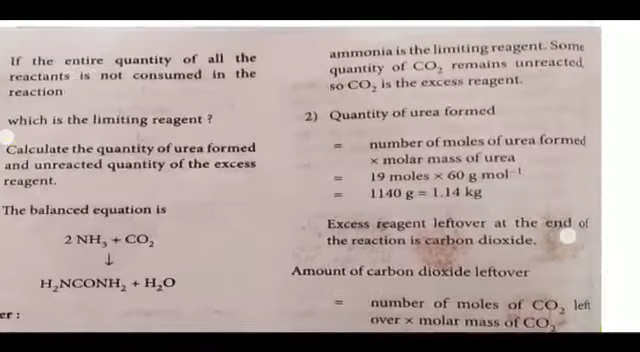 If the entire quantity of all the
reactants is not consumed in the
reaction
which is the limiting reagent ?
Calculate the quantity of urea formed
and unreacted quantity of the excess
reagent.
The balanced equation is
2 NH₃ + CO₂
↓
H₂NCONH₂ + H₂O
er :
ammonia is the limiting reagent. Some
quantity of CO₂ remains unreacted,
so CO₂ is the excess reagent.
2) Quantity of urea formed
= number of moles of urea formed
× molar mass of urea
= 19 moles × 60 g mol⁻¹
= 1140 g = 1.14 kg
Excess reagent leftover at the end of
the reaction is carbon dioxide.
Amount of carbon dioxide leftover
= number of moles of CO₂ left
over × molar mass of CO₂